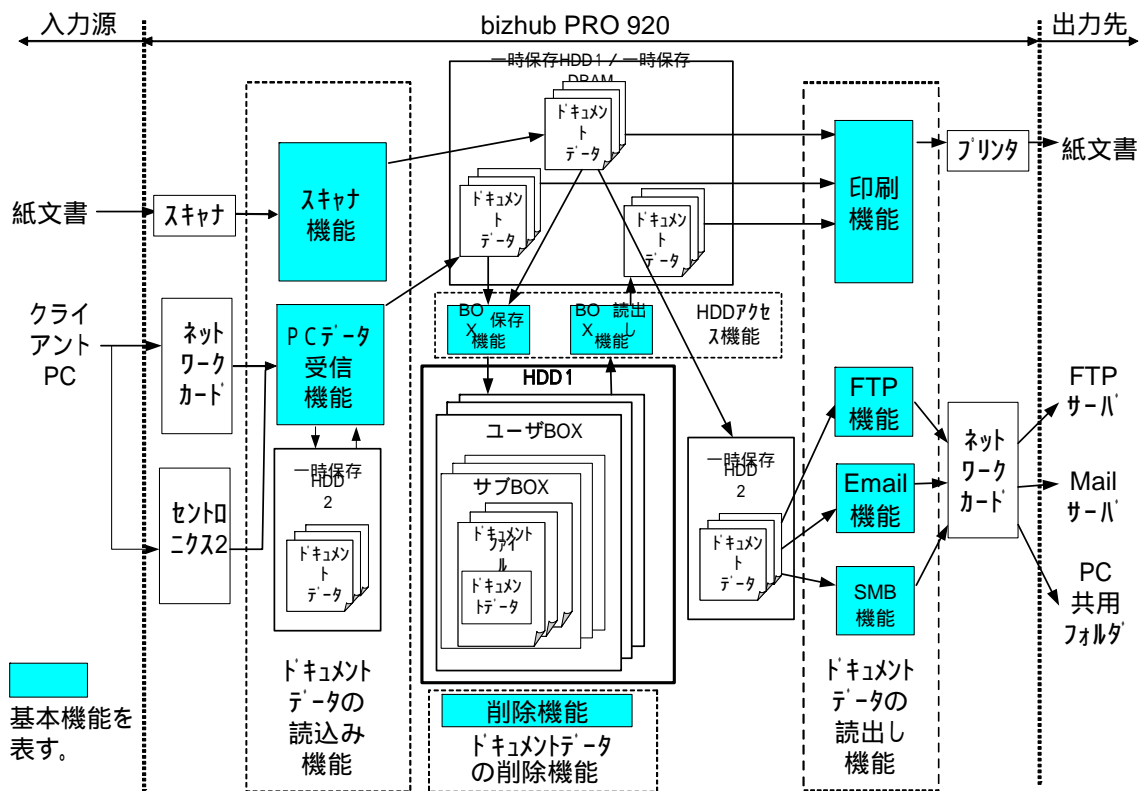 入力源
bizhub PRO 920
出力先
一時保存HDD1 / 一時保存
DRAM
ドキュメン
ト
データ
ドキュメン
ト
データ
ドキュメン
ト
データ
紙文書
スキャナ
スキャナ
機能
印刷
機能
プリンタ
紙文書
クライ
アント
PC
ネット
ワーク
カード
セントロ
ニクス2
PCデータ
受信
機能
一時保存
HDD
2
ドキュメン
ト
データ
BO
X
保存
機能
BO
X
読出
し
機能
HDDアクセ
ス機能
HDD1
ユーザBOX
サブBOX
ドキュメント
ファイ
ル
ドキュメン
トデータ
一時保存
HDD
2
ドキュメン
ト
データ
FTP
機能
Email
機能
SMB
機能
ネット
ワーク
カード
FTP
サーバ
Mail
サーバ
PC
共用
フォルダ
基本機能を
表す。
ドキュメント
データの
読込み
機能
削除機能
ドキュメントデータ
の削除機能
ドキュメント
データの
読出し
機能